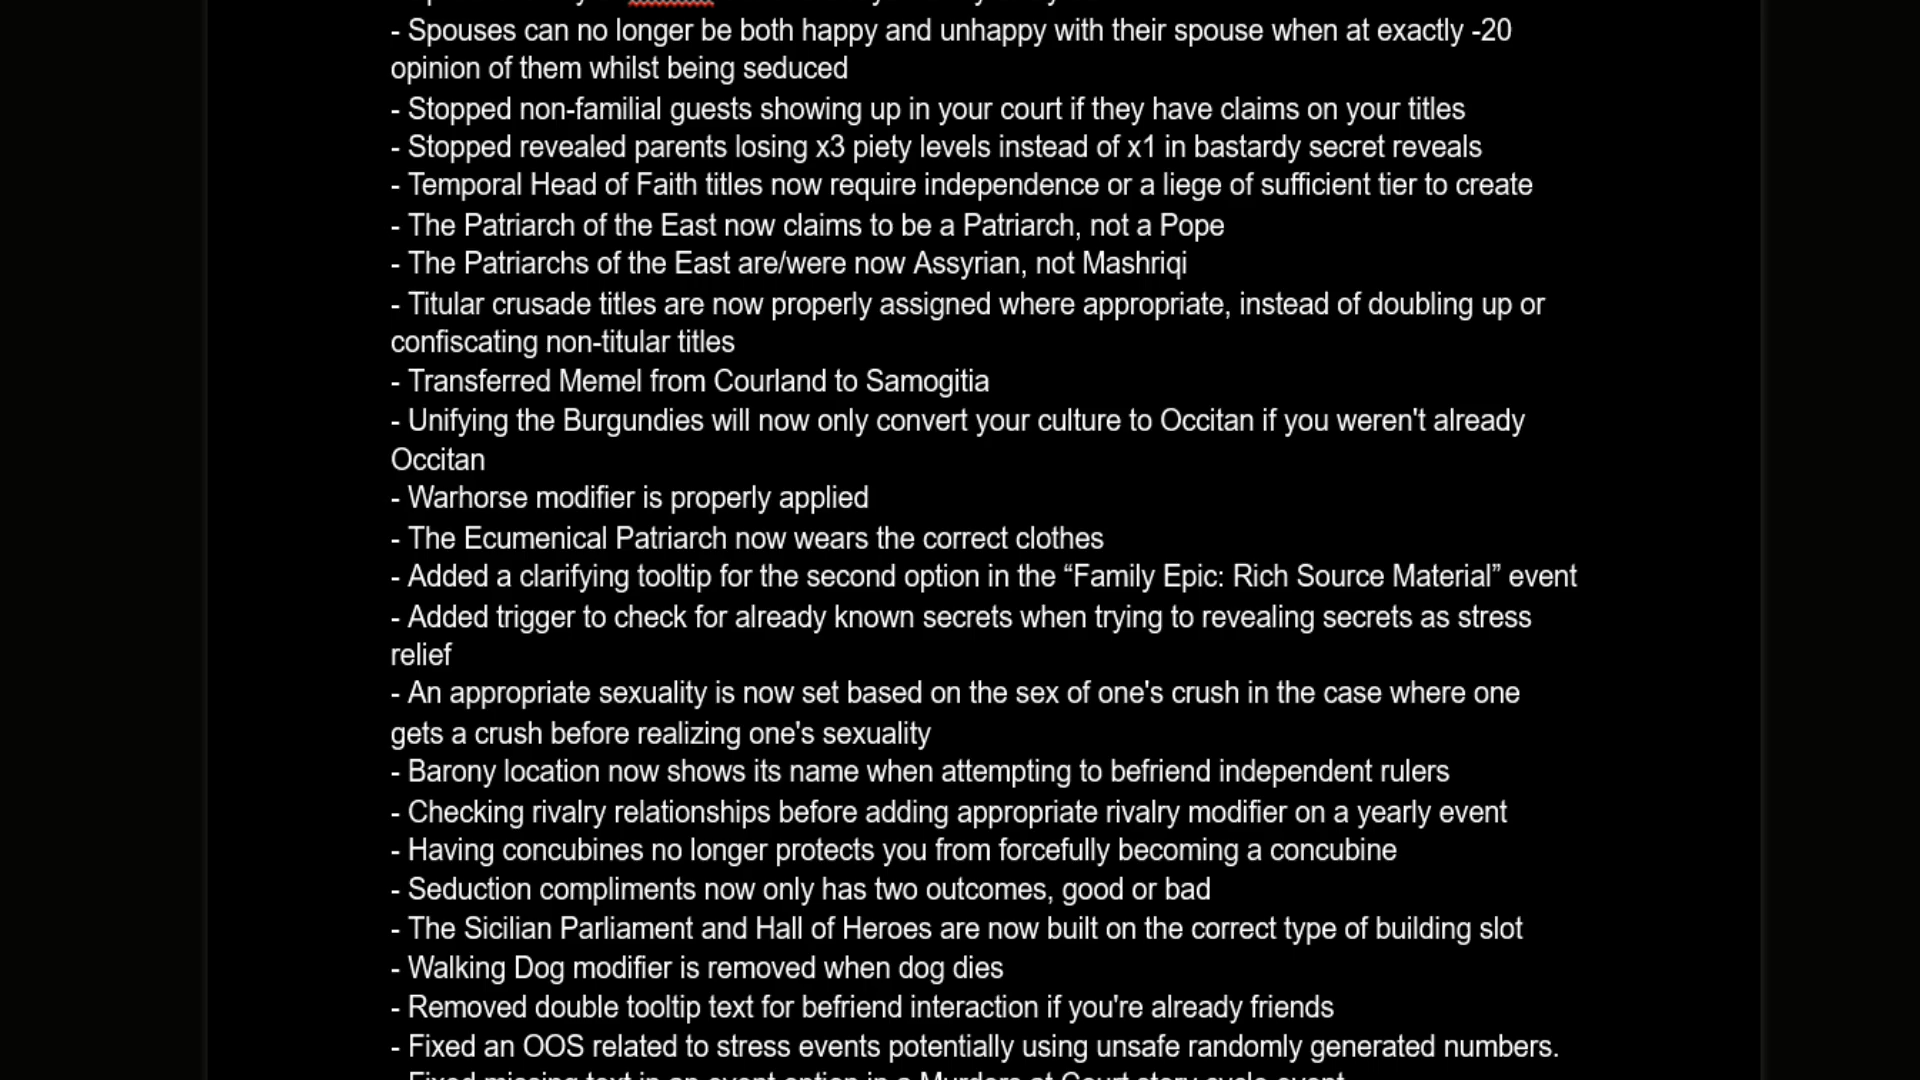 - Spouses can no longer be both happy and unhappy with their spouse when at exactly -20
opinion of them whilst being seduced
- Stopped non-familial guests showing up in your court if they have claims on your titles
- Stopped revealed parents losing x3 piety levels instead of x1 in bastardy secret reveals
- Temporal Head of Faith titles now require independence or a liege of sufficient tier to create
- The Patriarch of the East now claims to be a Patriarch, not a Pope
- The Patriarchs of the East are/were now Assyrian, not Mashriqi
- Titular crusade titles are now properly assigned where appropriate, instead of doubling up or
confiscating non-titular titles
- Transferred Memel from Courland to Samogitia
- Unifying the Burgundies will now only convert your culture to Occitan if you weren't already
Occitan
- Warhorse modifier is properly applied
- The Ecumenical Patriarch now wears the correct clothes
- Added a clarifying tooltip for the second option in the “Family Epic: Rich Source Material” event
- Added trigger to check for already known secrets when trying to revealing secrets as stress
relief
- An appropriate sexuality is now set based on the sex of one's crush in the case where one
gets a crush before realizing one's sexuality
- Barony location now shows its name when attempting to befriend independent rulers
- Checking rivalry relationships before adding appropriate rivalry modifier on a yearly event
- Having concubines no longer protects you from forcefully becoming a concubine
- Seduction compliments now only has two outcomes, good or bad
- The Sicilian Parliament and Hall of Heroes are now built on the correct type of building slot
- Walking Dog modifier is removed when dog dies
- Removed double tooltip text for befriend interaction if you're already friends
- Fixed an OOS related to stress events potentially using unsafe randomly generated numbers.
- Fixed missing text in an event option in a Murders at Court story cycle event